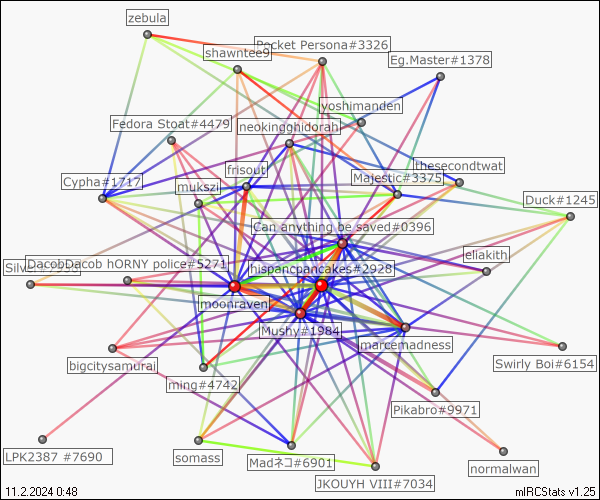 zebula
shawntee9
Pocket Persona#3326
Eg.Master#1378
yoshimanden
Fedora Stoat#4479
neokingghidorah
thesecondtwat
frisout
Majestic#3375
Cypha#1717
mukszi
Duck#1245
Can anything be saved#0396
eliakith
DacobDacob hORNY police#5271
hispancpancakes#2928
moonraven
Mushy#1984
marcemadness
bigcitysamurai
Swirly Boi#6154
ming#4742
Pikabro#9971
LPK2387 #7690
somass
Madネコ#6901
normalwan
JKOUYH VIII#7034
11.2.2024 0:48
mIRCStats v1.25